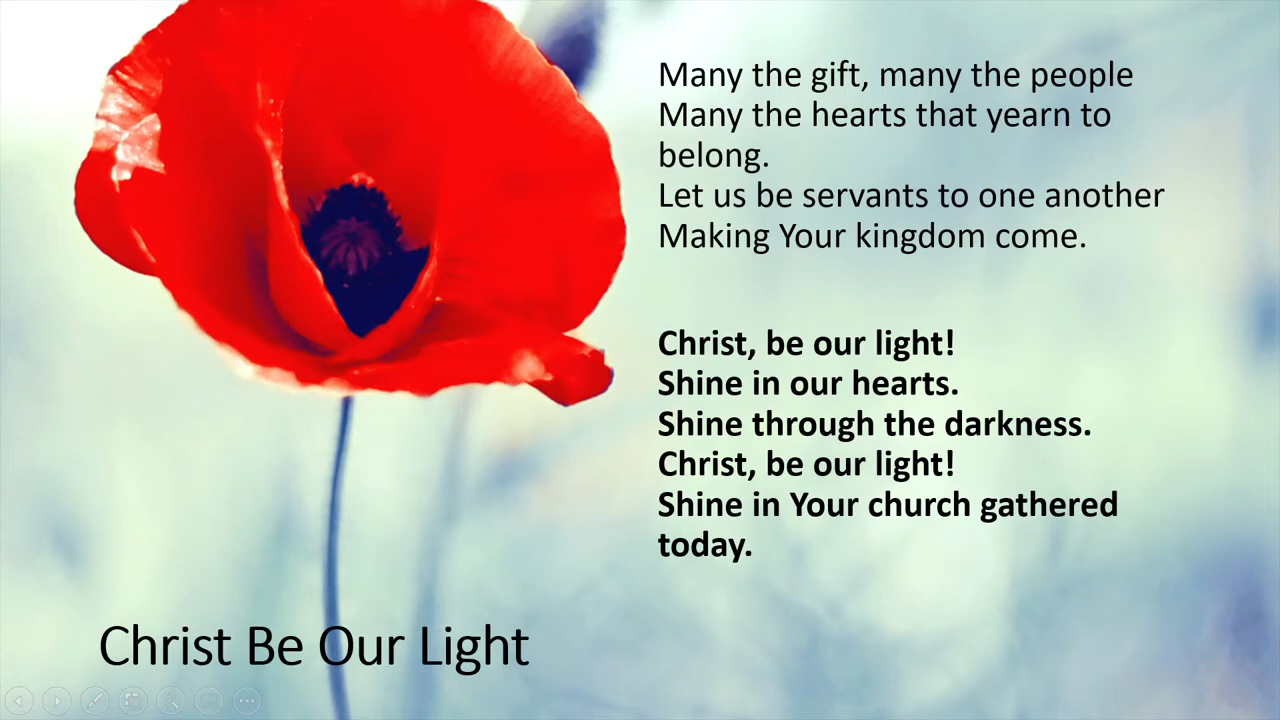 Many the gift, many the people
Many the hearts that yearn to
belong.
Let us be servants to one another
Making Your kingdom come.
Christ, be our light!
Shine in our hearts.
Shine through the darkness.
Christ, be our light!
Shine in Your church gathered
today.
Christ Be Our Light